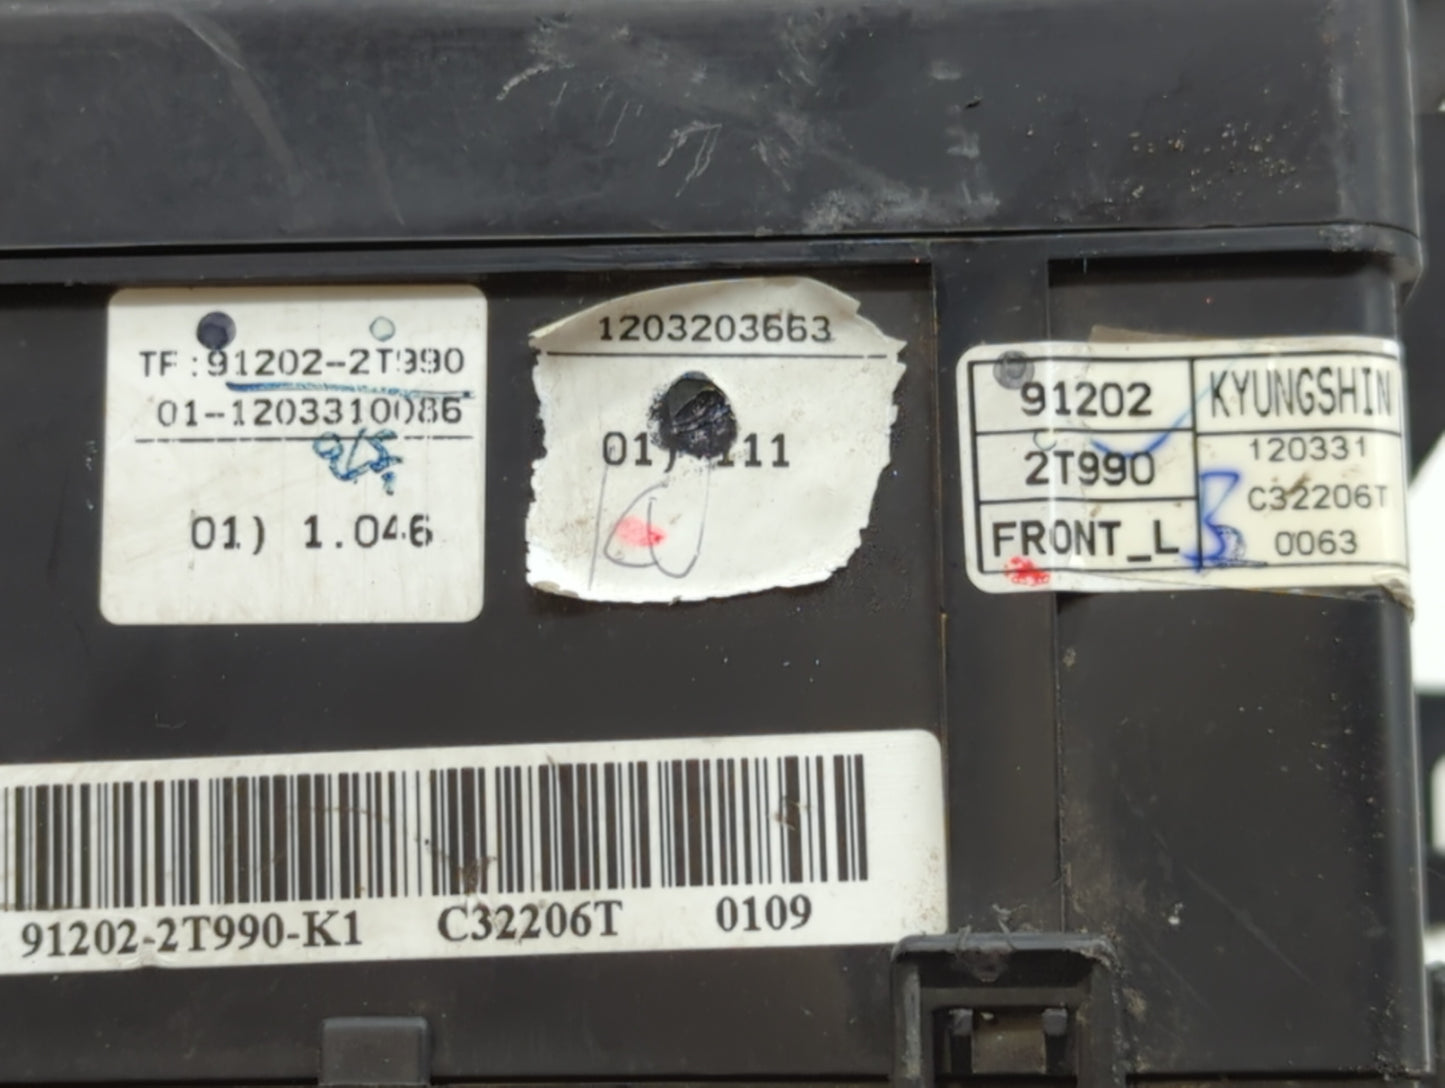 TF:91202-2T990
01-1203310086
01) 1.046
1203203663
01) 111
91202
2T990
FRONT_L
KYUNGSHIN
120331
C32206T
0063
B
91202-2T990-K1 C32206T 0109